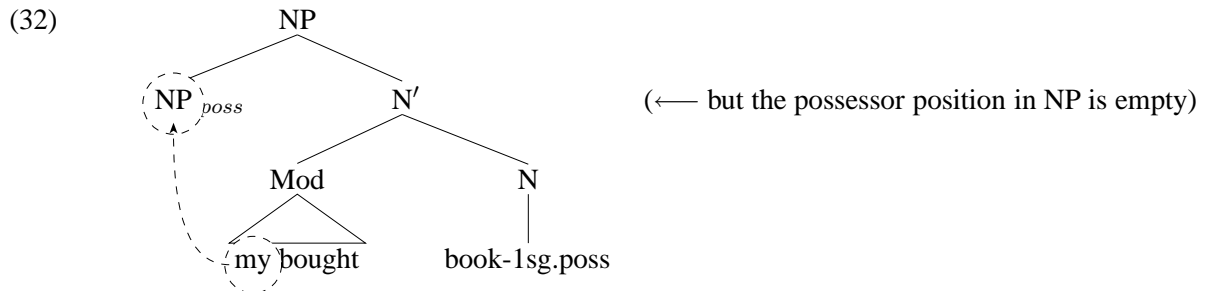 (32) NP
NP poss N′ (⟵ but the possessor position in NP is empty)
Mod N
my bought book-1sg.poss